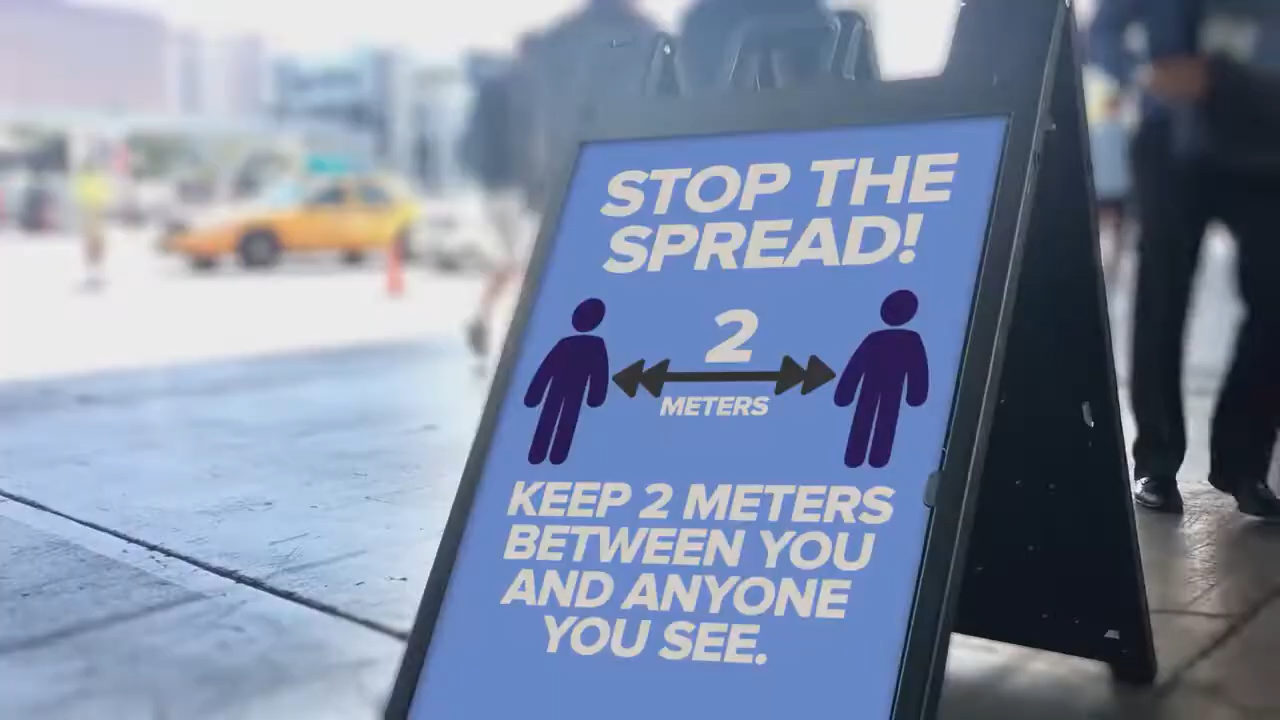 STOP THE
SPREAD!
2
METERS
KEEP 2 METERS
BETWEEN YOU
AND ANYONE
YOU SEE.